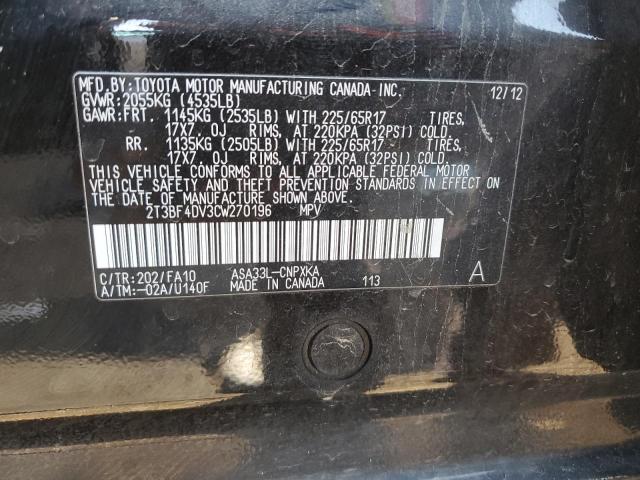 MFD.BY:TOYOTA MOTOR MANUFACTURING CANADA-INC. 12/12
GVWR:2055KG (4535LB)
GAWR:FRT. 1145KG (2535LB) WITH 225/65R17 TIRES,
17X7.0J RIMS, AT 220KPA (32PSI) COLD.
RR. 1135KG (2505LB) WITH 225/65R17 TIRES,
17X7.0J RIMS, AT 220KPA (32PSI) COLD.
THIS VEHICLE CONFORMS TO ALL APPLICABLE FEDERAL MOTOR
VEHICLE SAFETY AND THEFT PREVENTION STANDARDS IN EFFECT ON
THE DATE OF MANUFACTURE SHOWN ABOVE.
2T3BF4DV3CW270196 MPV
C/TR:202/FA10 ASA33L-CNPXKA
A/TM:-02A/U140F MADE IN CANADA 113 A